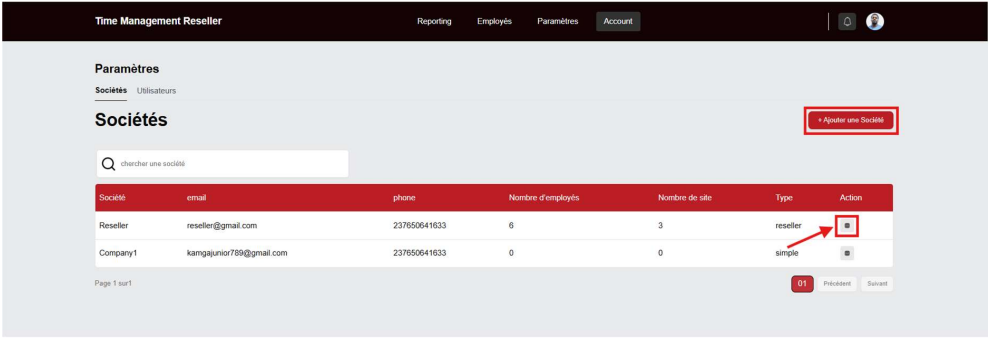 Time Management Reseller Reporting Employés Paramètres Account
Paramètres
Sociétés Utilisateurs
Sociétés
+ Ajouter une Société
chercher une société
Société email phone Nombre d'employés Nombre de site Type Action
Reseller reseller@gmail.com 237650641633 6 3 reseller
Company1 kamgajunior789@gmail.com 237650641633 0 0 simple
Page 1 sur1 01 Précédent Suivant